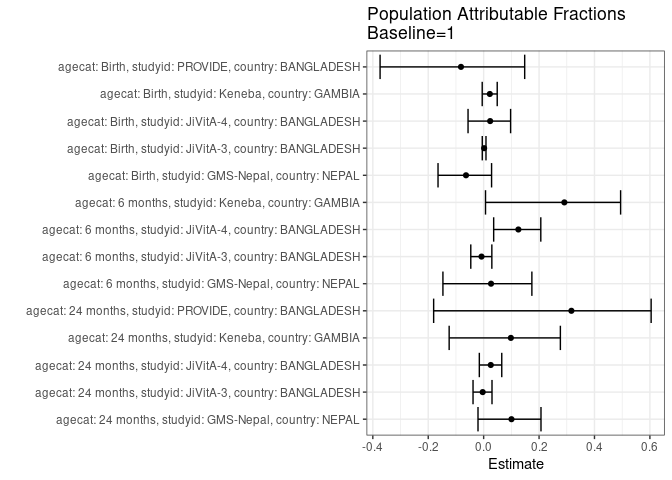 Population Attributable Fractions
Baseline=1
agecat: Birth, studyid: PROVIDE, country: BANGLADESH
agecat: Birth, studyid: Keneba, country: GAMBIA
agecat: Birth, studyid: JiVitA-4, country: BANGLADESH
agecat: Birth, studyid: JiVitA-3, country: BANGLADESH
agecat: Birth, studyid: GMS-Nepal, country: NEPAL
agecat: 6 months, studyid: Keneba, country: GAMBIA
agecat: 6 months, studyid: JiVitA-4, country: BANGLADESH
agecat: 6 months, studyid: JiVitA-3, country: BANGLADESH
agecat: 6 months, studyid: GMS-Nepal, country: NEPAL
agecat: 24 months, studyid: PROVIDE, country: BANGLADESH
agecat: 24 months, studyid: Keneba, country: GAMBIA
agecat: 24 months, studyid: JiVitA-4, country: BANGLADESH
agecat: 24 months, studyid: JiVitA-3, country: BANGLADESH
agecat: 24 months, studyid: GMS-Nepal, country: NEPAL
-0.4 -0.2 0.0 0.2 0.4 0.6
Estimate